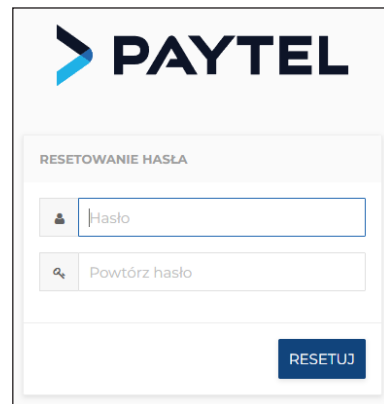 PAYTEL
RESETOWANIE HASŁA
Hasło
Powtórz hasło
RESETUJ